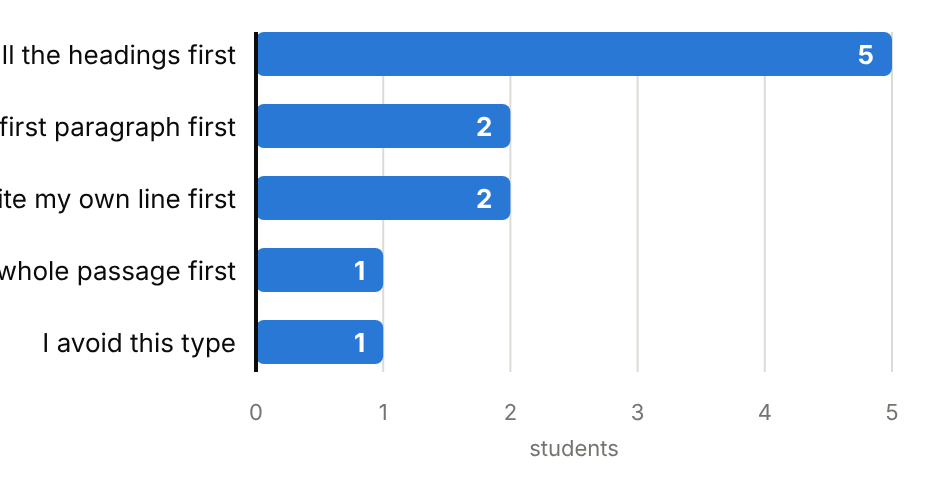 ll the headings first 5
first paragraph first 2
ite my own line first 2
whole passage first 1
I avoid this type 1
0 1 2 3 4 5
students